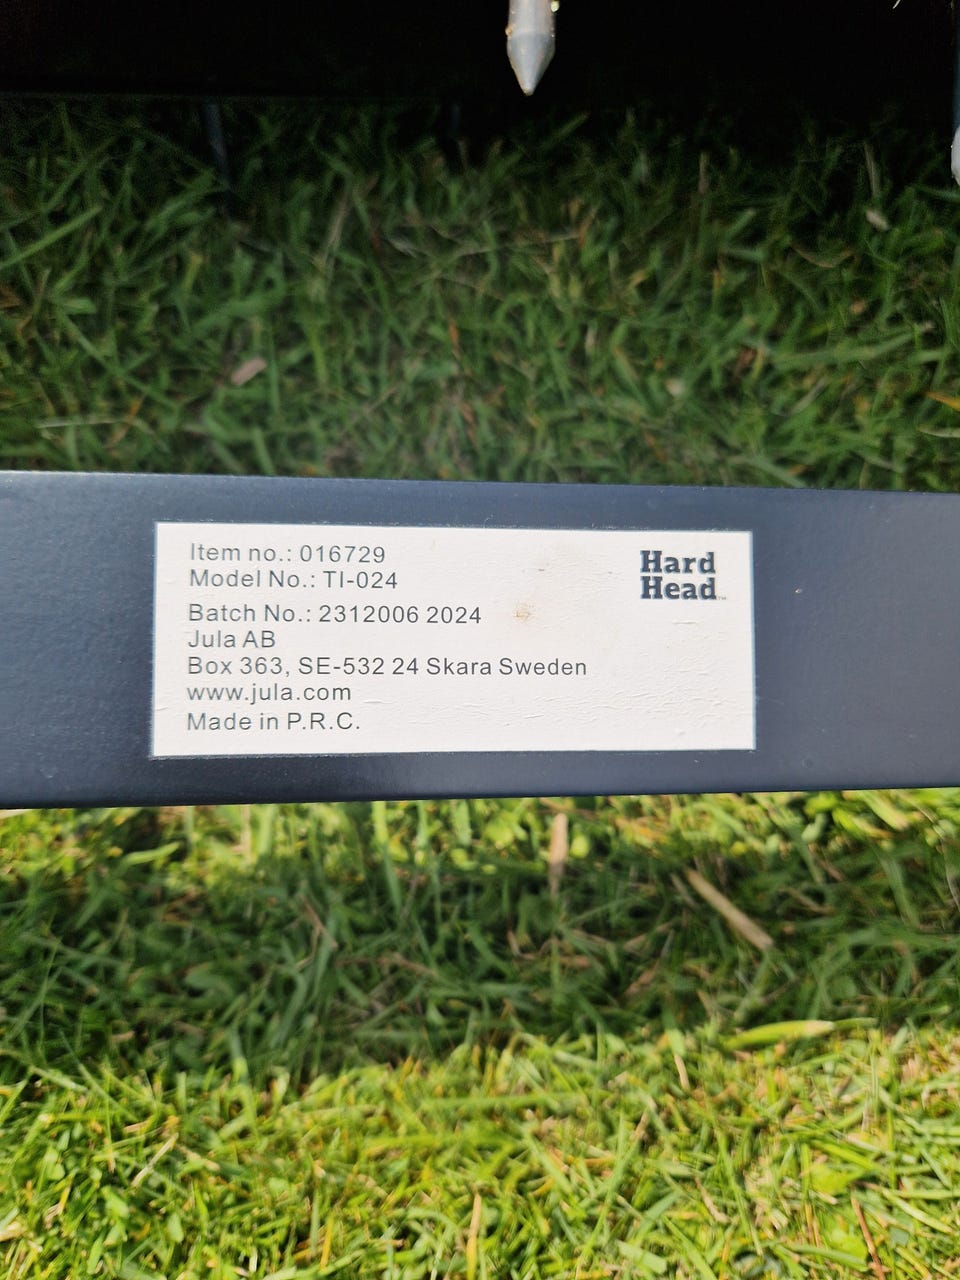 Item no.: 016729
Model No.: TI-024
Batch No.: 2312006 2024
Jula AB
Box 363, SE-532 24 Skara Sweden
www.jula.com
Made in P.R.C.
Hard
Head™